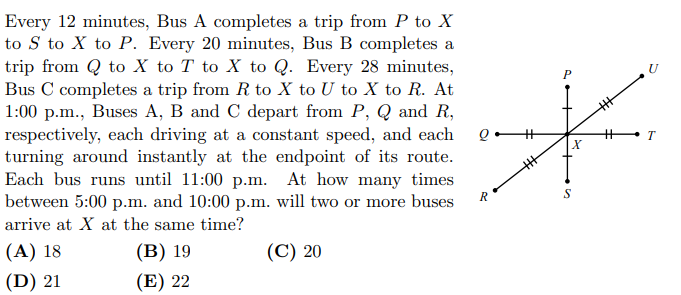 Every 12 minutes, Bus A completes a trip from P to X
to S to X to P. Every 20 minutes, Bus B completes a
trip from Q to X to T to X to Q. Every 28 minutes,
Bus C completes a trip from R to X to U to X to R. At
1:00 p.m., Buses A, B and C depart from P, Q and R,
respectively, each driving at a constant speed, and each
turning around instantly at the endpoint of its route.
Each bus runs until 11:00 p.m. At how many times
between 5:00 p.m. and 10:00 p.m. will two or more buses
arrive at X at the same time?
(A) 18 (B) 19 (C) 20
(D) 21 (E) 22
P
U
Q
T
X
R
S